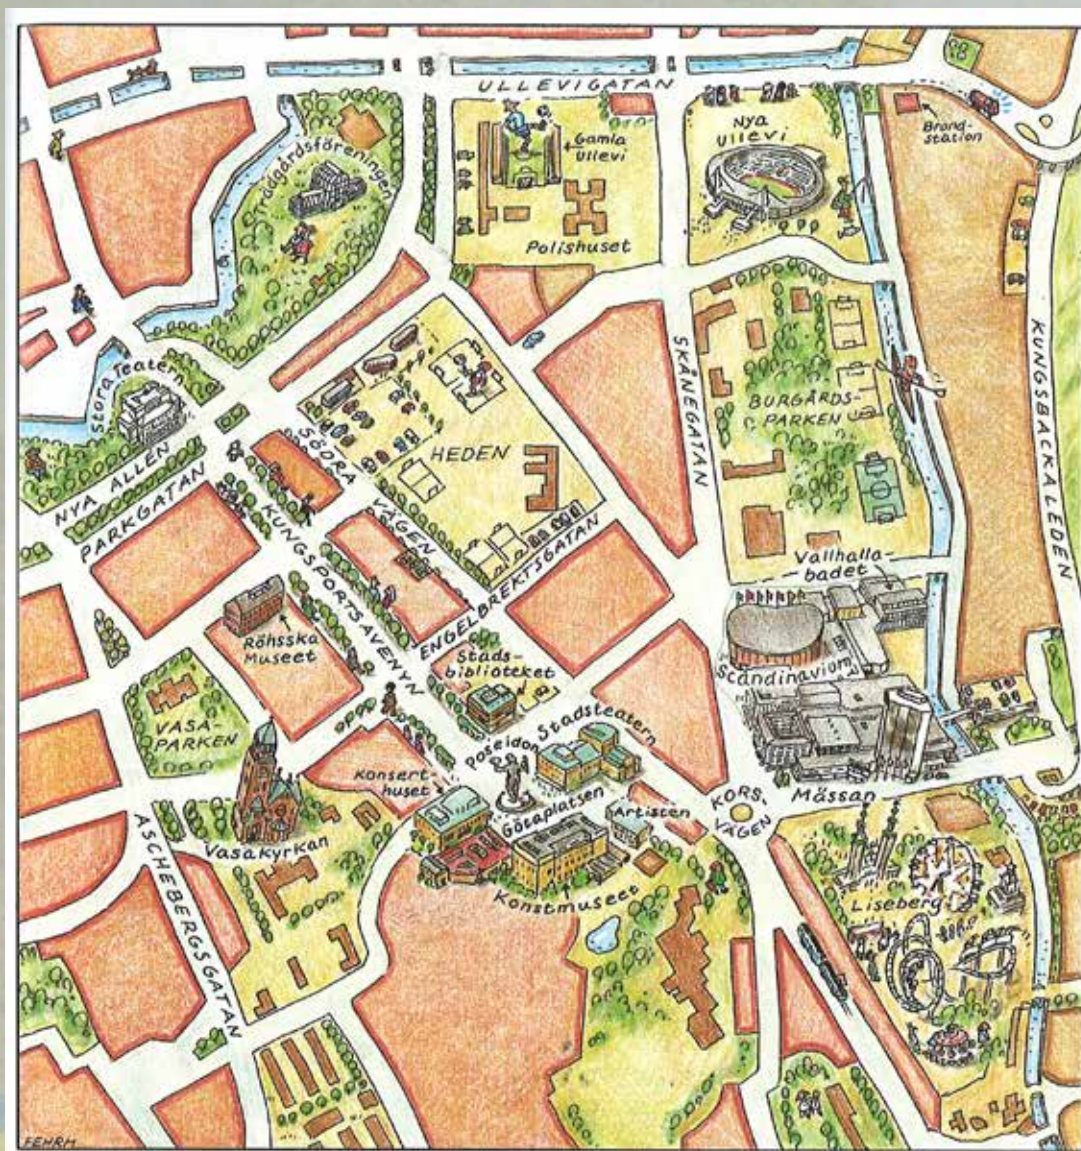 ULLEVIGATAN
Gamla
Ullevi
Nya
Ullevi
Brand-
station
Trädgårdsföreningen
Polishuset
Stora Teatern
NYA ALLÉN
PARKGATAN
SÖDRA
VÄGEN
HEDEN
SKÅNEGATAN
BURGÅRDS-
PARKEN
KUNGSBACKALEDEN
KUNGSPORTSAVENYN
ENGELBREKTSGATAN
Vallhalla-
badet
Röhsska
Museet
Stads-
biblioteket
Scandinavium
VASA-
PARKEN
Poseidon
Stadsteatern
Konsert-
huset
Götaplatsen
Artisten
KORS-
VÄGEN
Mässan
Vasakyrkan
Konstmuseet
Liseberg
ASCHEBERGSGATAN
FEHRM